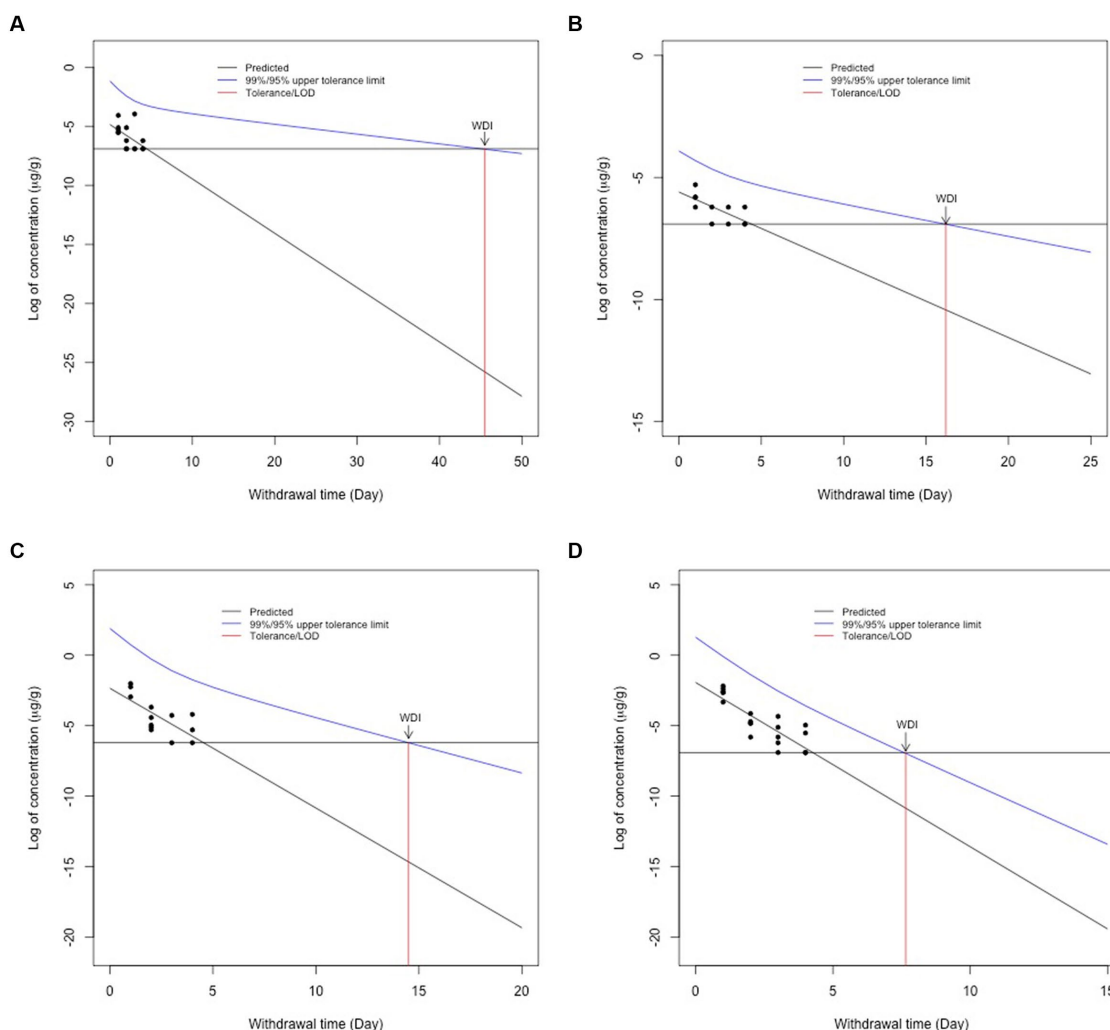 A
Predicted
99%/95% upper tolerance limit
Tolerance/LOD
WDI
0
-5
-10
-15
-20
-25
-30
Log of concentration (µg/g)
0 10 20 30 40 50
Withdrawal time (Day)
B
Predicted
99%/95% upper tolerance limit
Tolerance/LOD
WDI
0
-5
-10
-15
Log of concentration (µg/g)
0 5 10 15 20 25
Withdrawal time (Day)
C
Predicted
99%/95% upper tolerance limit
Tolerance/LOD
WDI
5
0
-5
-10
-15
-20
Log of concentration (µg/g)
0 5 10 15 20
Withdrawal time (Day)
D
Predicted
99%/95% upper tolerance limit
Tolerance/LOD
WDI
5
0
-5
-10
-15
-20
Log of concentration (µg/g)
0 5 10 15
Withdrawal time (Day)